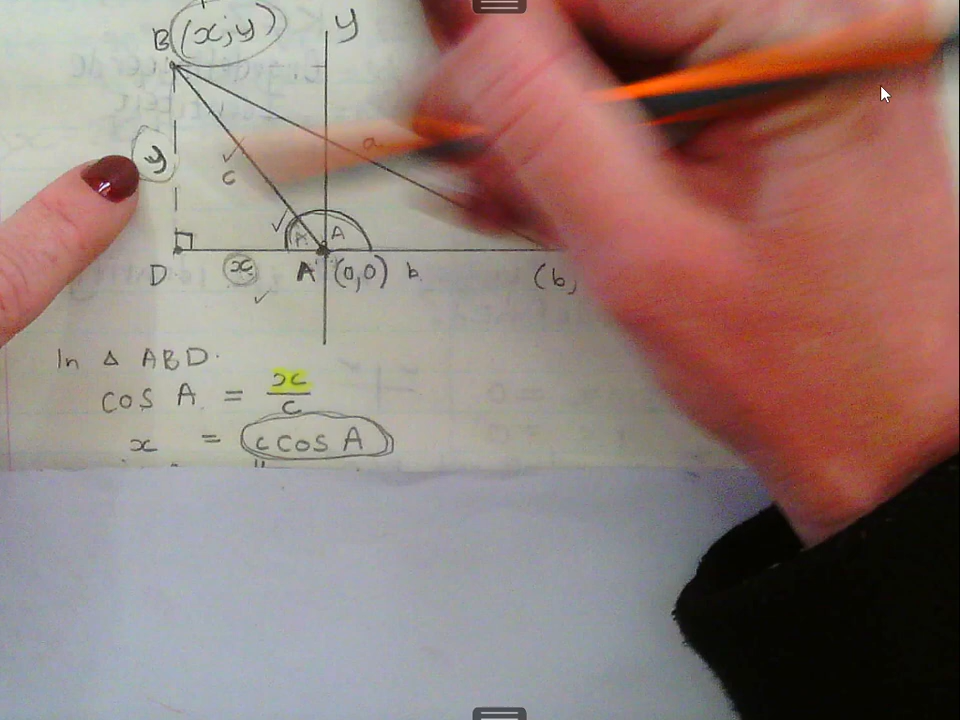 B (x;y) y
y
a
c
A A
D x A (0,0) b (b,
In Δ ABD.
cos A = x/c
x = c cos A